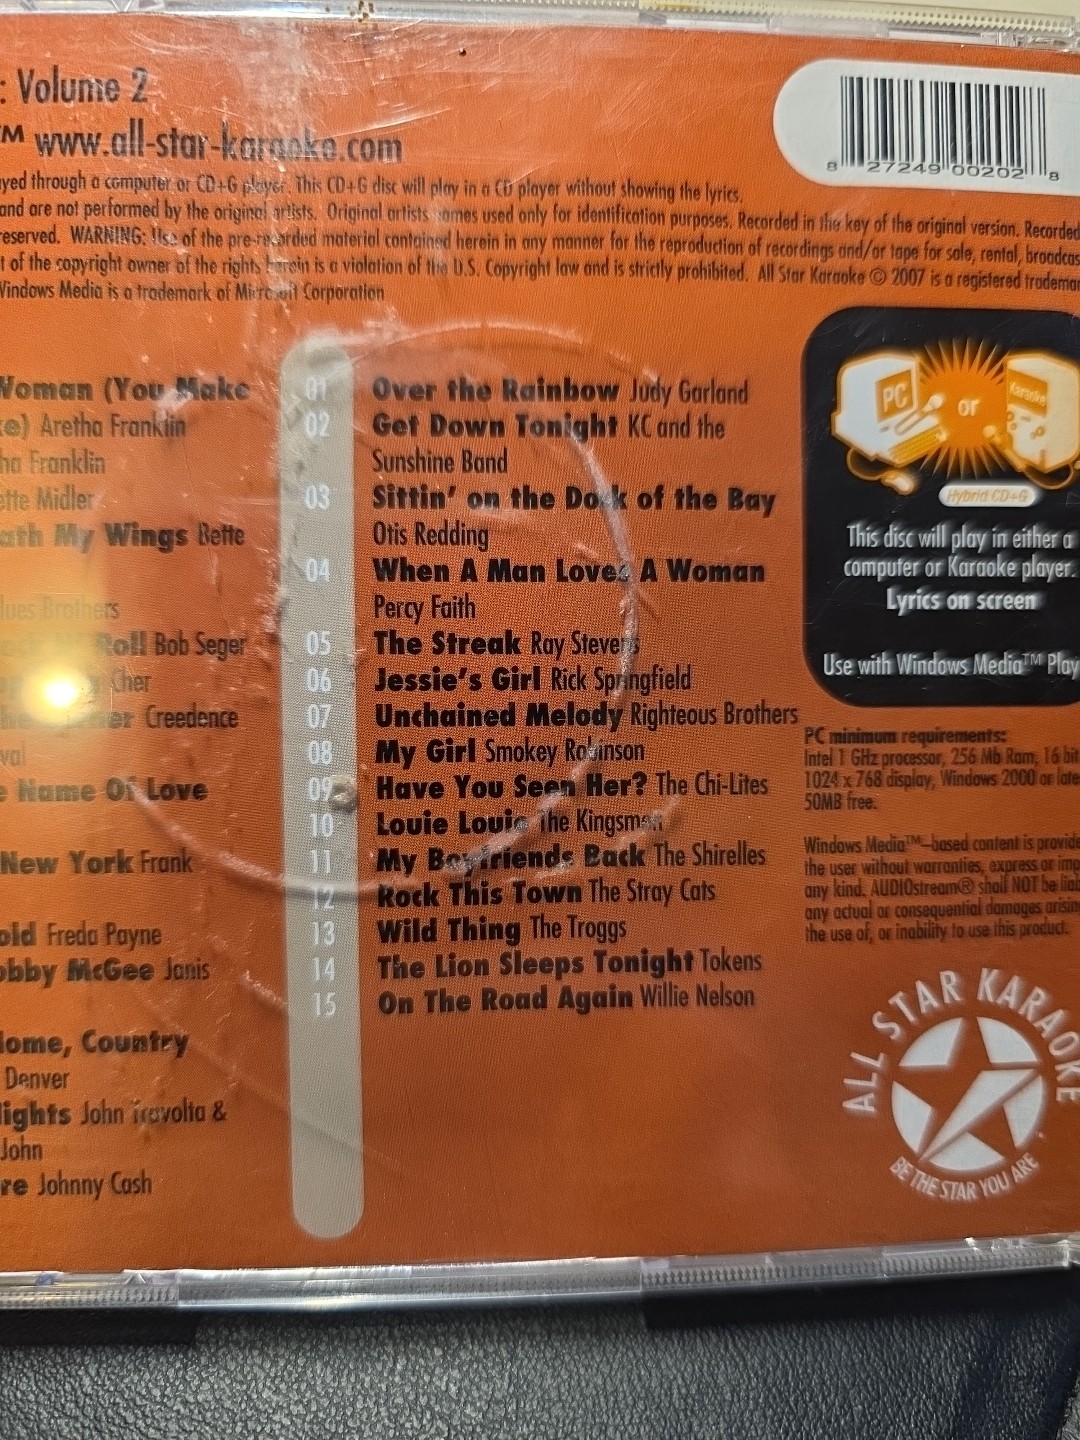 : Volume 2
™ www.all-star-karaoke.com
8 27249 00202 8
yed through a computer or CD+G player. This CD+G disc will play in a CD player without showing the lyrics.
and are not performed by the original artists. Original artists names used only for identification purposes. Recorded in the key of the original version. Recorded
reserved. WARNING: Use of the pre-recorded material contained herein in any manner for the reproduction of recordings and/or tape for sale, rental, broadcas
t of the copyright owner of the rights herein is a violation of the U.S. Copyright law and is strictly prohibited. All Star Karaoke © 2007 is a registered trademar
Windows Media is a trademark of Microsoft Corporation
Woman (You Make
ke) Aretha Franklin
ha Franklin
ette Midler
ath My Wings Bette
lues Brothers
Roll Bob Seger
Cher
Creedence
val
e Name Of Love
New York Frank
old Freda Payne
obby McGee Janis
Home, Country
Denver
lights John Travolta &
John
re Johnny Cash
01 Over the Rainbow Judy Garland
02 Get Down Tonight KC and the
Sunshine Band
03 Sittin' on the Dock of the Bay
Otis Redding
04 When A Man Loves A Woman
Percy Faith
05 The Streak Ray Stevens
06 Jessie's Girl Rick Springfield
07 Unchained Melody Righteous Brothers
08 My Girl Smokey Robinson
09 Have You Seen Her? The Chi-Lites
10 Louie Louie The Kingsmen
11 My Boyfriends Back The Shirelles
12 Rock This Town The Stray Cats
13 Wild Thing The Troggs
14 The Lion Sleeps Tonight Tokens
15 On The Road Again Willie Nelson
PC or Karaoke
Hybrid CD+G
This disc will play in either a
computer or Karaoke player.
Lyrics on screen
Use with Windows Media™ Play
PC minimum requirements:
Intel 1 GHz processor, 256 Mb Ram, 16 bit
1024 x 768 display, Windows 2000 or late
50MB free.
Windows Media™-based content is provide
the user without warranties, express or imp
any kind. AUDIOstream® shall NOT be liab
any actual or consequential damages arising
the use of, or inability to use this product.
ALL STAR KARAOKE
BE THE STAR YOU ARE